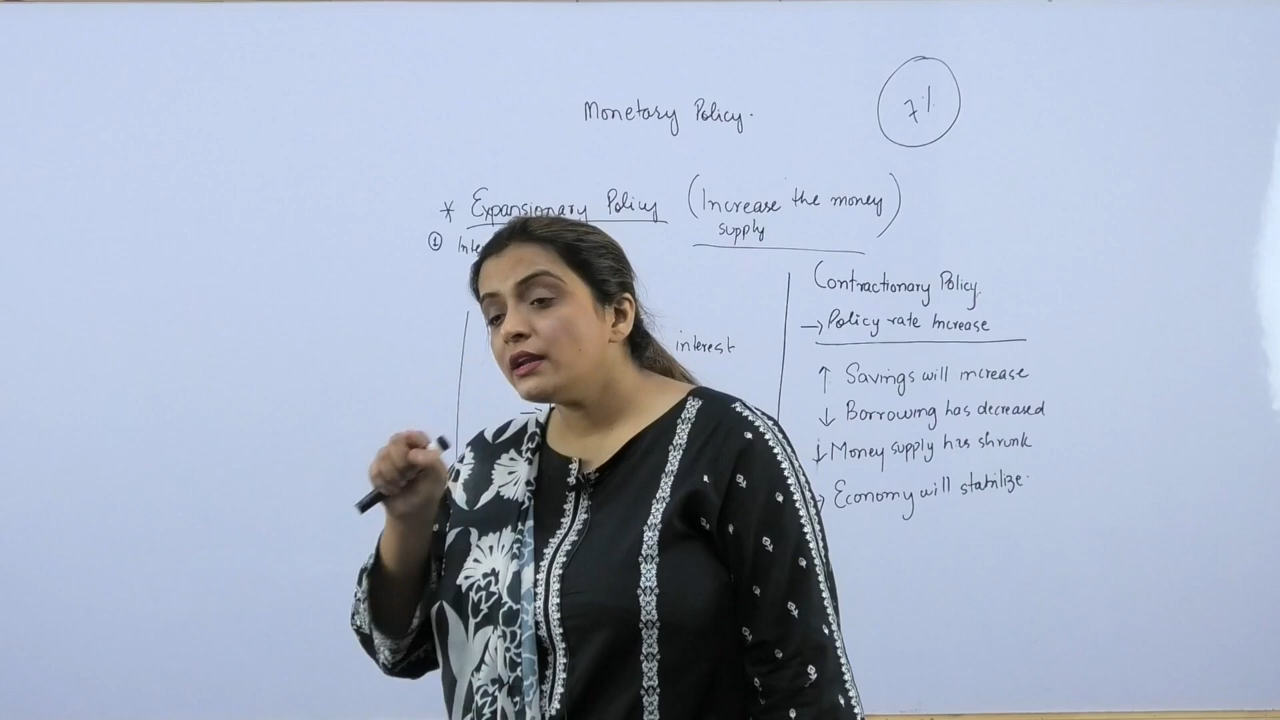 Monetary Policy.
7%
* Expansionary Policy (Increase the money
supply)
①
interest
Contractionary Policy.
→ Policy rate Increase
↑ Savings will increase
↓ Borrowing has decreased
↓ Money supply has shrunk
Economy will stabilize.